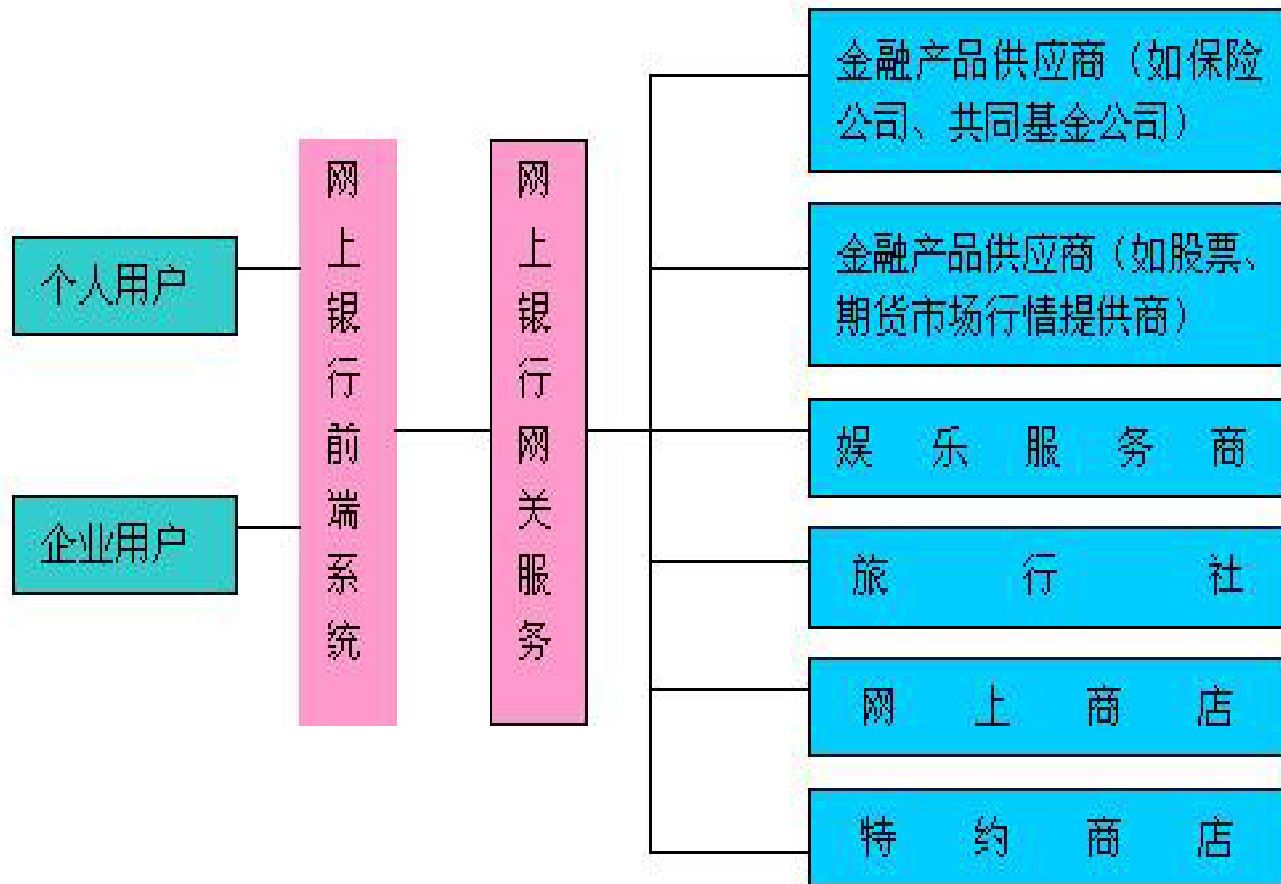 个人用户
企业用户
网上银行前端系统
网上银行网关服务
金融产品供应商（如保险
公司、共同基金公司）
金融产品供应商（如股票、
期货市场行情提供商）
娱乐服务商
旅行社
网上商店
特约商店